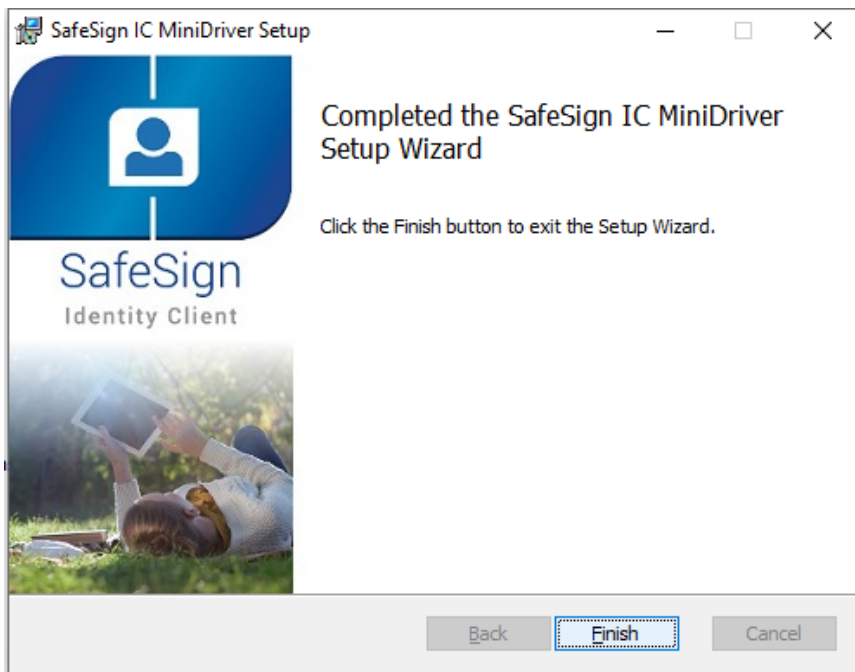 SafeSign IC MiniDriver Setup
Completed the SafeSign IC MiniDriver
Setup Wizard
Click the Finish button to exit the Setup Wizard.
SafeSign
Identity Client
Back
Finish
Cancel